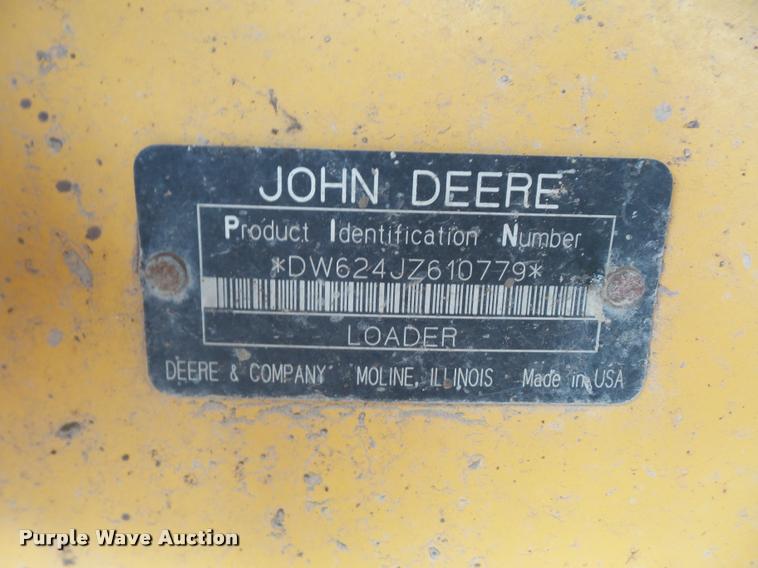 JOHN DEERE
Product Identification Number
*DW624JZ610779*
LOADER
DEERE & COMPANY MOLINE, ILLINOIS Made in USA
Purple Wave Auction